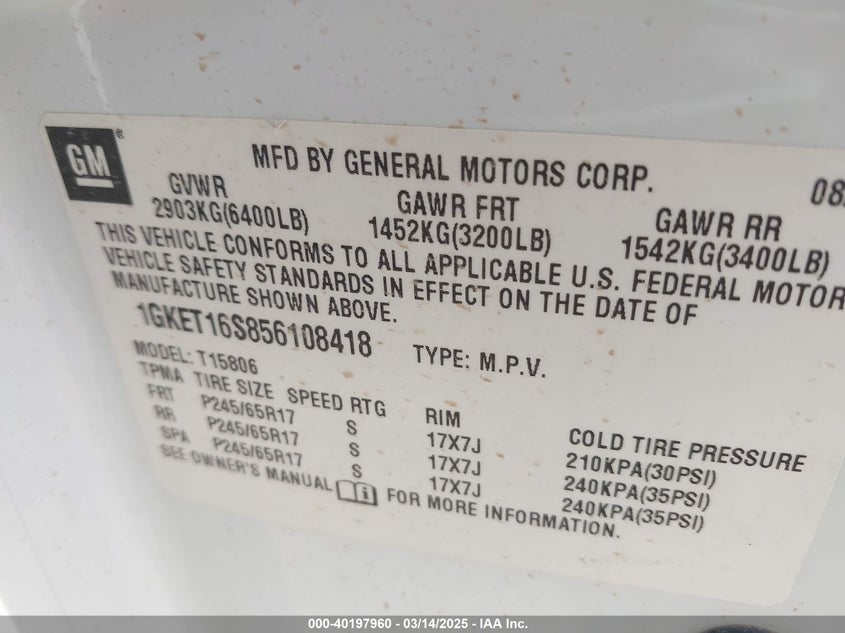 GM®
MFD BY GENERAL MOTORS CORP. 08
GVWR GAWR FRT GAWR RR
2903KG(6400LB) 1452KG(3200LB) 1542KG(3400LB)
THIS VEHICLE CONFORMS TO ALL APPLICABLE U.S. FEDERAL MOTOR
VEHICLE SAFETY STANDARDS IN EFFECT ON THE DATE OF
MANUFACTURE SHOWN ABOVE.
1GKET16S856108418 TYPE: M.P.V.
MODEL: T15806
TPMA TIRE SIZE SPEED RTG RIM COLD TIRE PRESSURE
FRT P245/65R17 S 17X7J 210KPA(30PSI)
RR P245/65R17 S 17X7J 240KPA(35PSI)
SPA P245/65R17 S 17X7J 240KPA(35PSI)
SEE OWNER'S MANUAL FOR MORE INFORMATION.
000-40197960 — 03/14/2025 — IAA Inc.